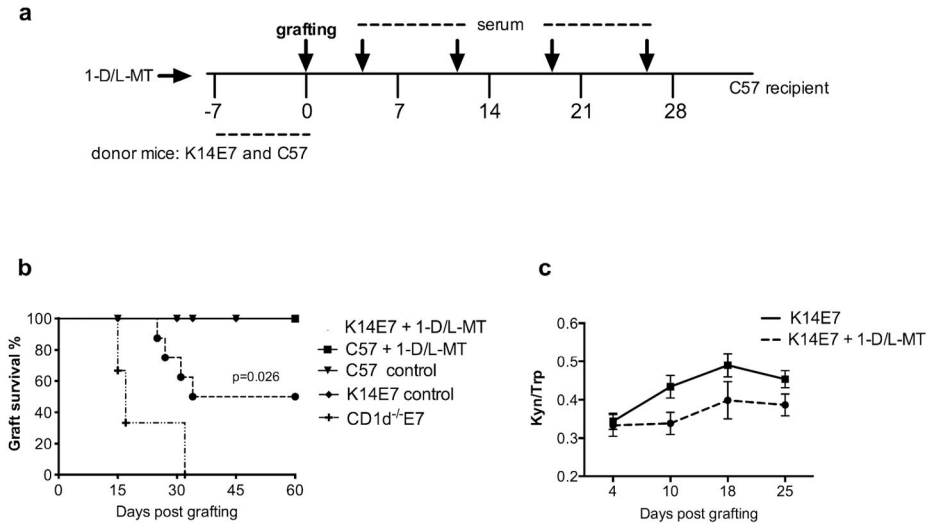 a
grafting
serum
1-D/L-MT
C57 recipient
-7 0 7 14 21 28
donor mice: K14E7 and C57
b
Graft survival %
100
80
60
40
20
0
p=0.026
0 15 30 45 60
Days post grafting
K14E7 + 1-D/L-MT
C57 + 1-D/L-MT
C57 control
K14E7 control
CD1d-/-E7
c
K14E7
K14E7 + 1-D/L-MT
Kyn/Trp
0.6
0.5
0.4
0.3
0.2
4 10 18 25
Days post grafting